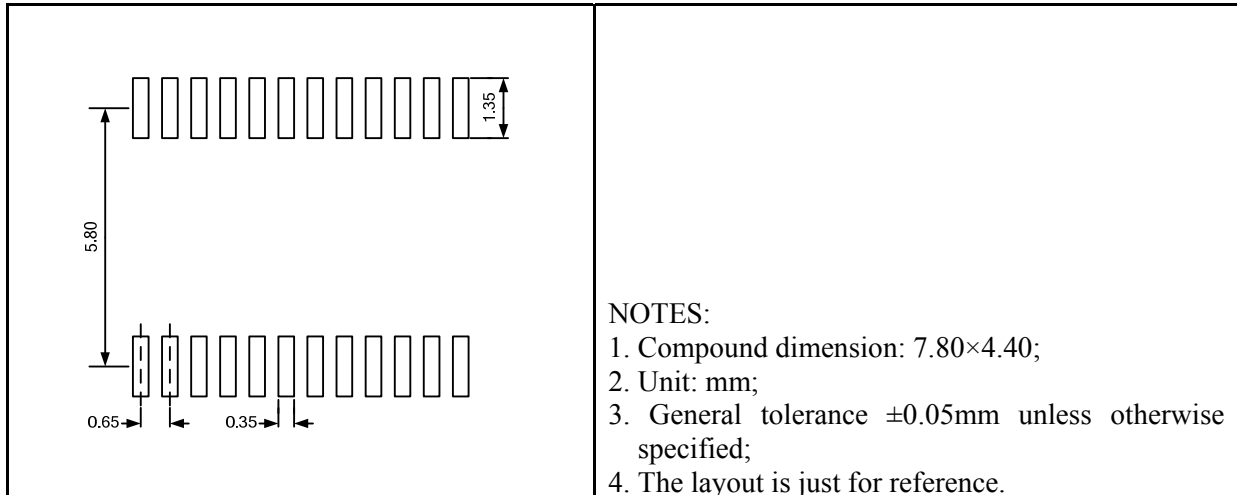 1.35
5.80
0.65
0.35
NOTES:
1. Compound dimension: 7.80×4.40;
2. Unit: mm;
3. General tolerance ±0.05mm unless otherwise
specified;
4. The layout is just for reference.